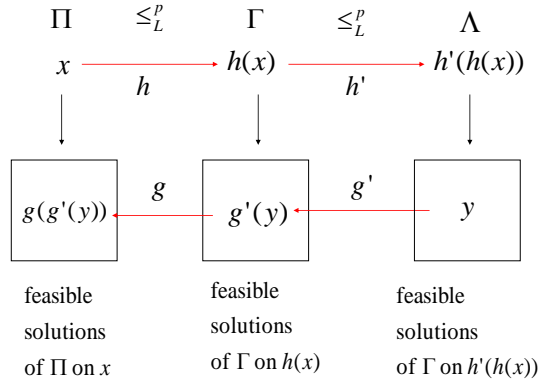 Π ≤ᵖ_L Γ ≤ᵖ_L Λ
x h(x) h'(h(x))
h h'
g g'
g(g'(y)) g'(y) y
feasible
solutions
of Π on x
feasible
solutions
of Γ on h(x)
feasible
solutions
of Γ on h'(h(x))